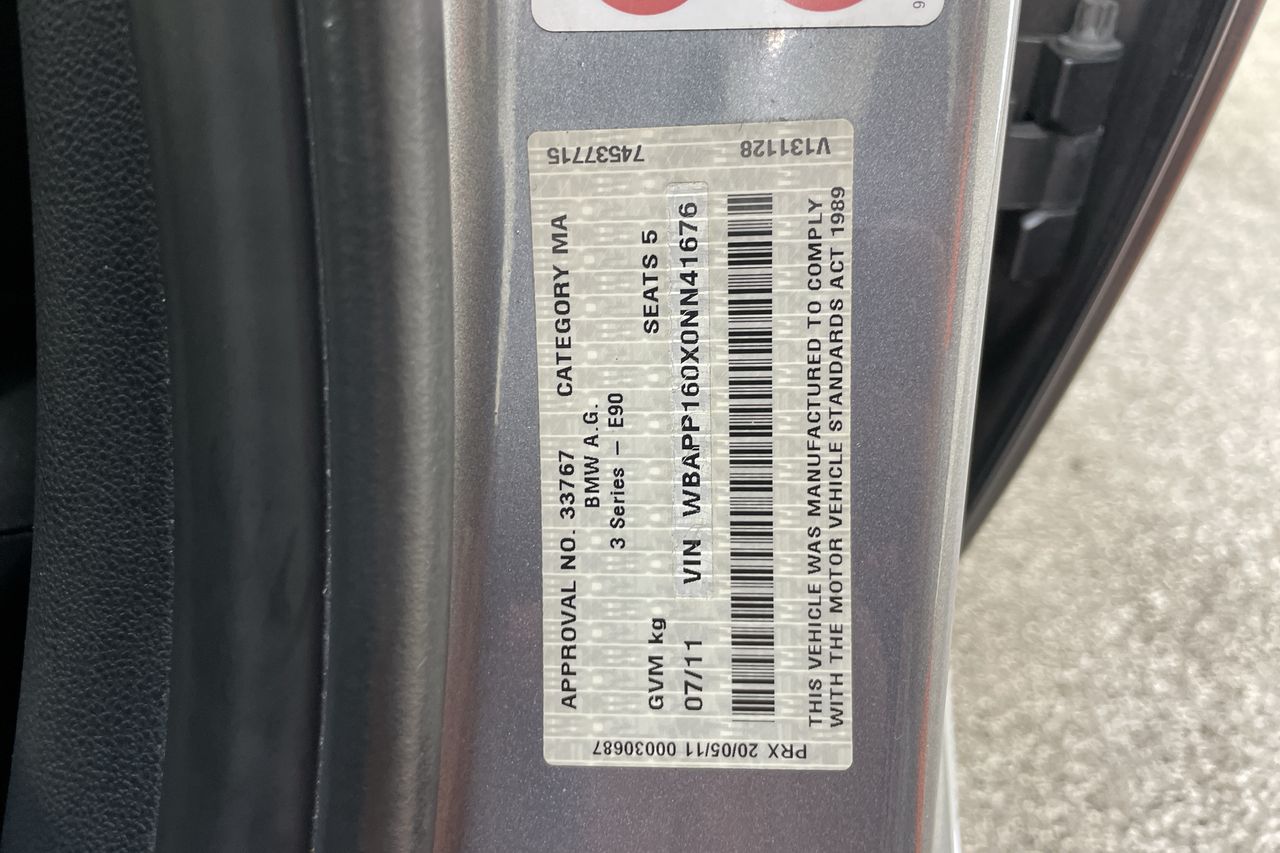 APPROVAL NO. 33767 CATEGORY MA
BMW A.G.
3 Series – E90
GVM kg SEATS 5
07/11 VIN WBAPP160X0NN41676
THIS VEHICLE WAS MANUFACTURED TO COMPLY
WITH THE MOTOR VEHICLE STANDARDS ACT 1989
74537715 V131128
PRX 20/05/11 00030687